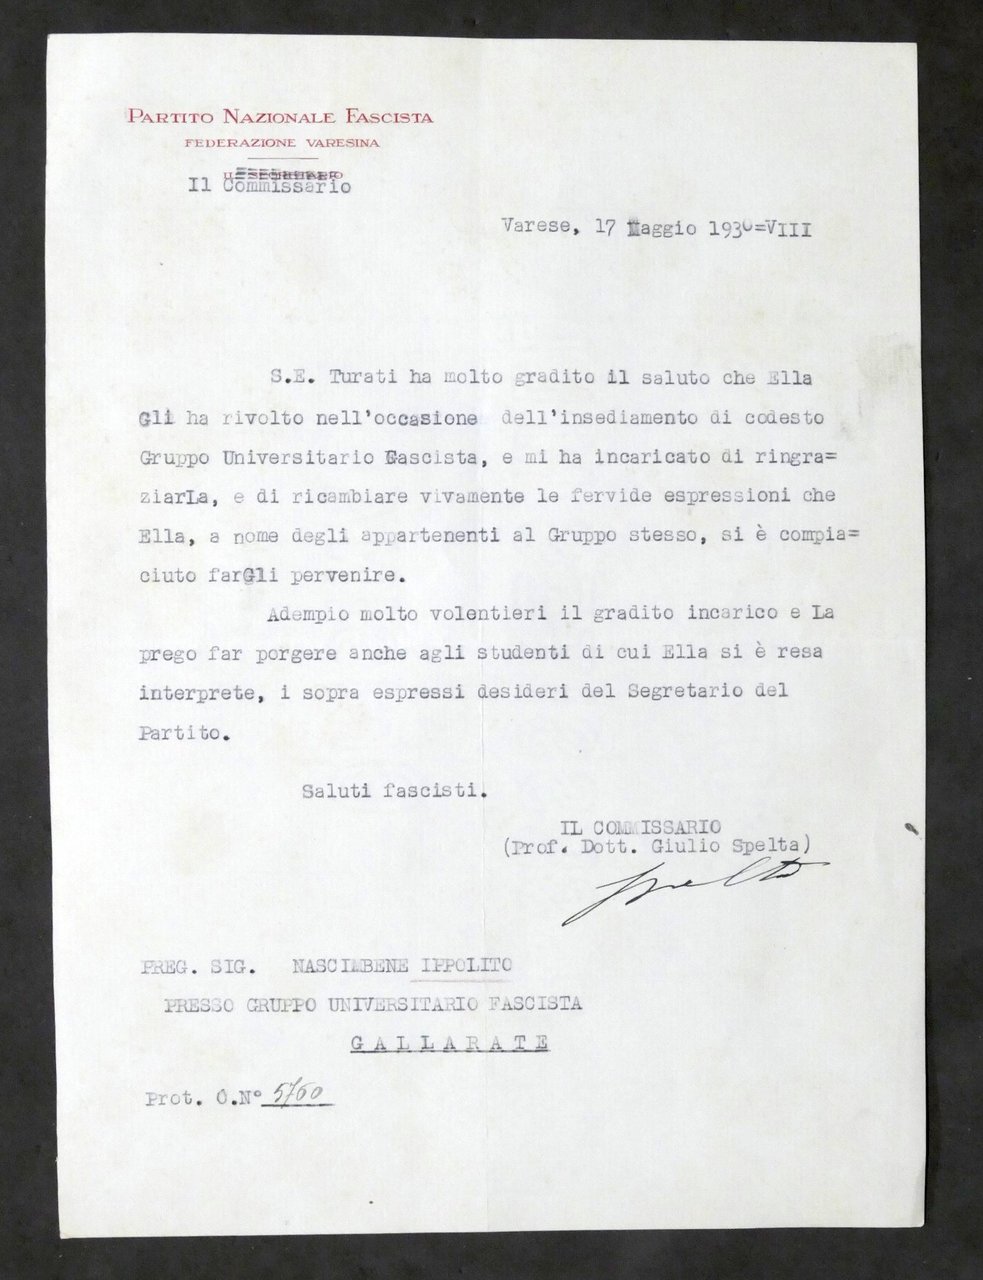 PARTITO NAZIONALE FASCISTA
FEDERAZIONE VARESINA
IL SEGRETARIO
Il Commissario
Varese, 17 Maggio 1930=VIII
S.E. Turati ha molto gradito il saluto che Ella
Gli ha rivolto nell'occasione dell'insediamento di codesto
Gruppo Universitario Fascista, e mi ha incaricato di ringra=
ziarLa, e di ricambiare vivamente le fervide espressioni che
Ella, a nome degli appartenenti al Gruppo stesso, si è compia=
ciuto farGli pervenire.
Adempio molto volentieri il gradito incarico e La
prego far porgere anche agli studenti di cui Ella si è resa
interprete, i sopra espressi desideri del Segretario del
Partito.
Saluti fascisti.
IL COMMISSARIO
(Prof. Dott. Giulio Spelta)
Spelta
PREG. SIG. NASCIMBENE IPPOLITO
PRESSO GRUPPO UNIVERSITARIO FASCISTA
GALLARATE
Prot. O.N° 5760